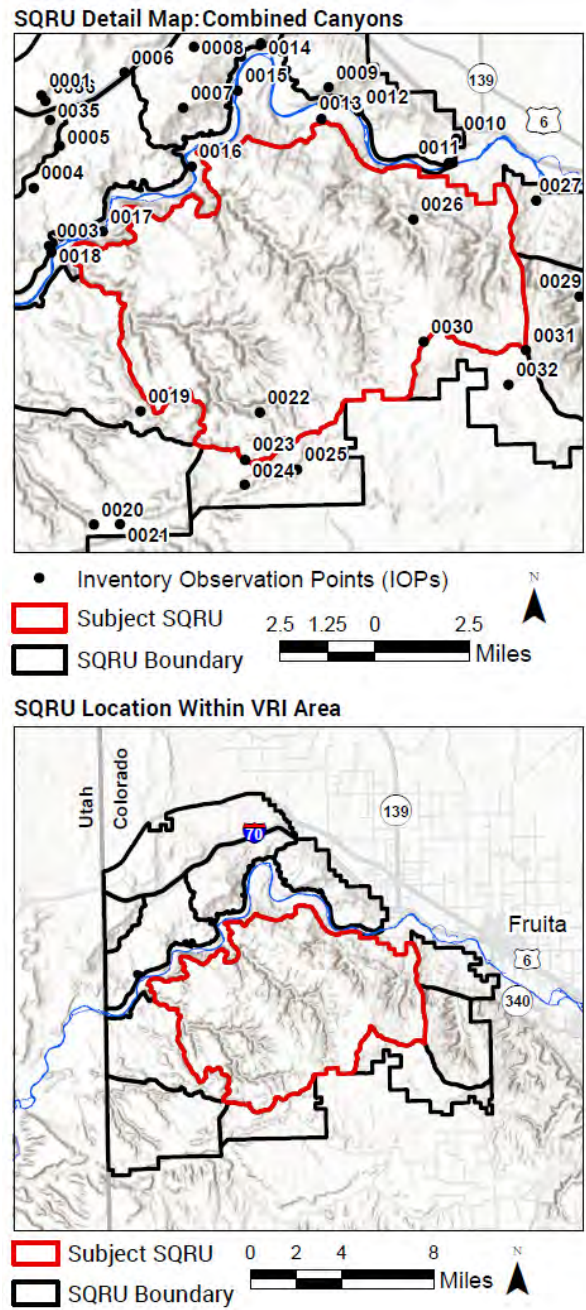 SQRU Detail Map: Combined Canyons
0006
0008
0014
0001
0015
0009
139
0035
0007
0012
0013
6
0005
0010
0011
0016
0004
0027
0017
0026
0003
0018
0029
0030
0031
0032
0019
0022
0023
0025
0024
0020
0021
Inventory Observation Points (IOPs)
N
Subject SQRU
2.5 1.25 0 2.5
Miles
SQRU Boundary
SQRU Location Within VRI Area
Utah
Colorado
139
70
Fruita
6
340
Subject SQRU
0 2 4 8
N
Miles
SQRU Boundary